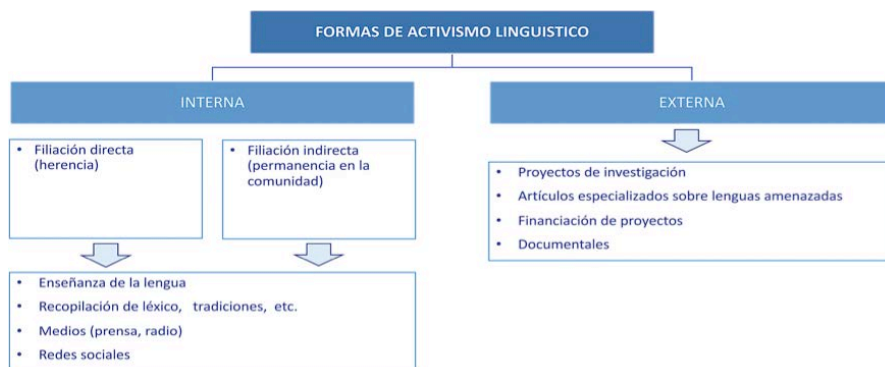 FORMAS DE ACTIVISMO LINGUISTICO
INTERNA
EXTERNA
• Filiación directa
(herencia)
• Filiación indirecta
(permanencia en la
comunidad)
• Enseñanza de la lengua
• Recopilación de léxico, tradiciones, etc.
• Medios (prensa, radio)
• Redes sociales
• Proyectos de investigación
• Artículos especializados sobre lenguas amenazadas
• Financiación de proyectos
• Documentales